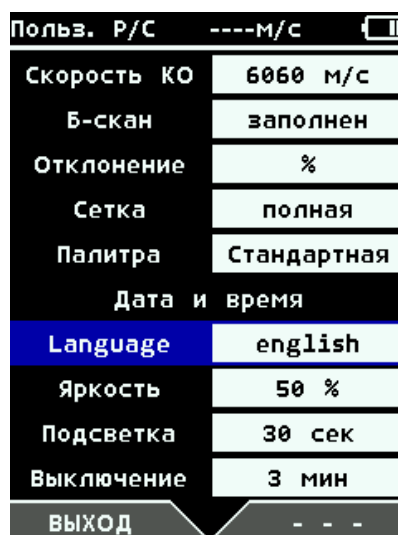 Польз. Р/С ----м/с
Скорость КО 6060 м/с
Б-скан заполнен
Отклонение %
Сетка полная
Палитра Стандартная
Дата и время
Language english
Яркость 50 %
Подсветка 30 сек
Выключение 3 мин
ВЫХОД - - -